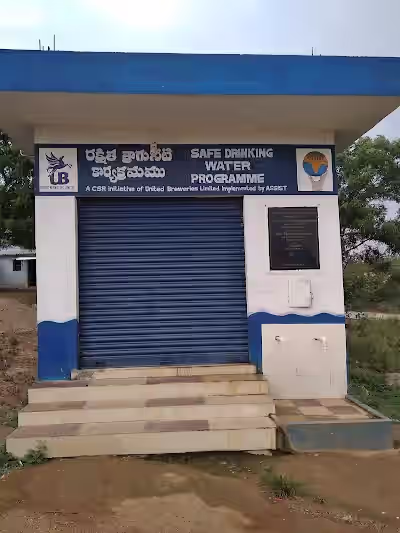 రక్షిత త్రాగునీటి
కార్యక్రమము
SAFE DRINKING
WATER
PROGRAMME
A CSR initiative of United Breweries Limited Implemented by ASSIST
UB